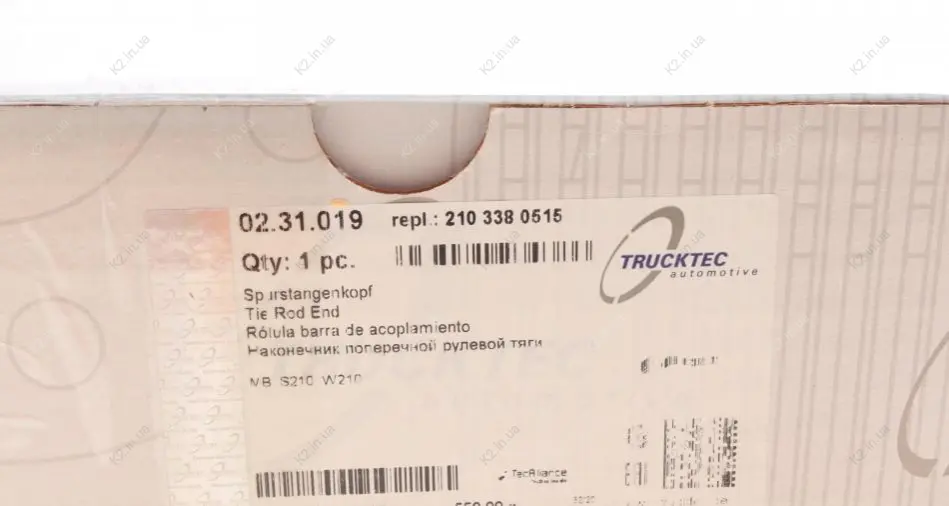 02.31.019 repl.: 210 338 0515
Qty: 1 pc.
TRUCKTEC
automotive
Spurstangenkopf
Tie Rod End
Rólula barra de acoplamiento
Наконечник поперечной рулевой тяги
MB S210 W210
TecAlliance
K2.in.ua